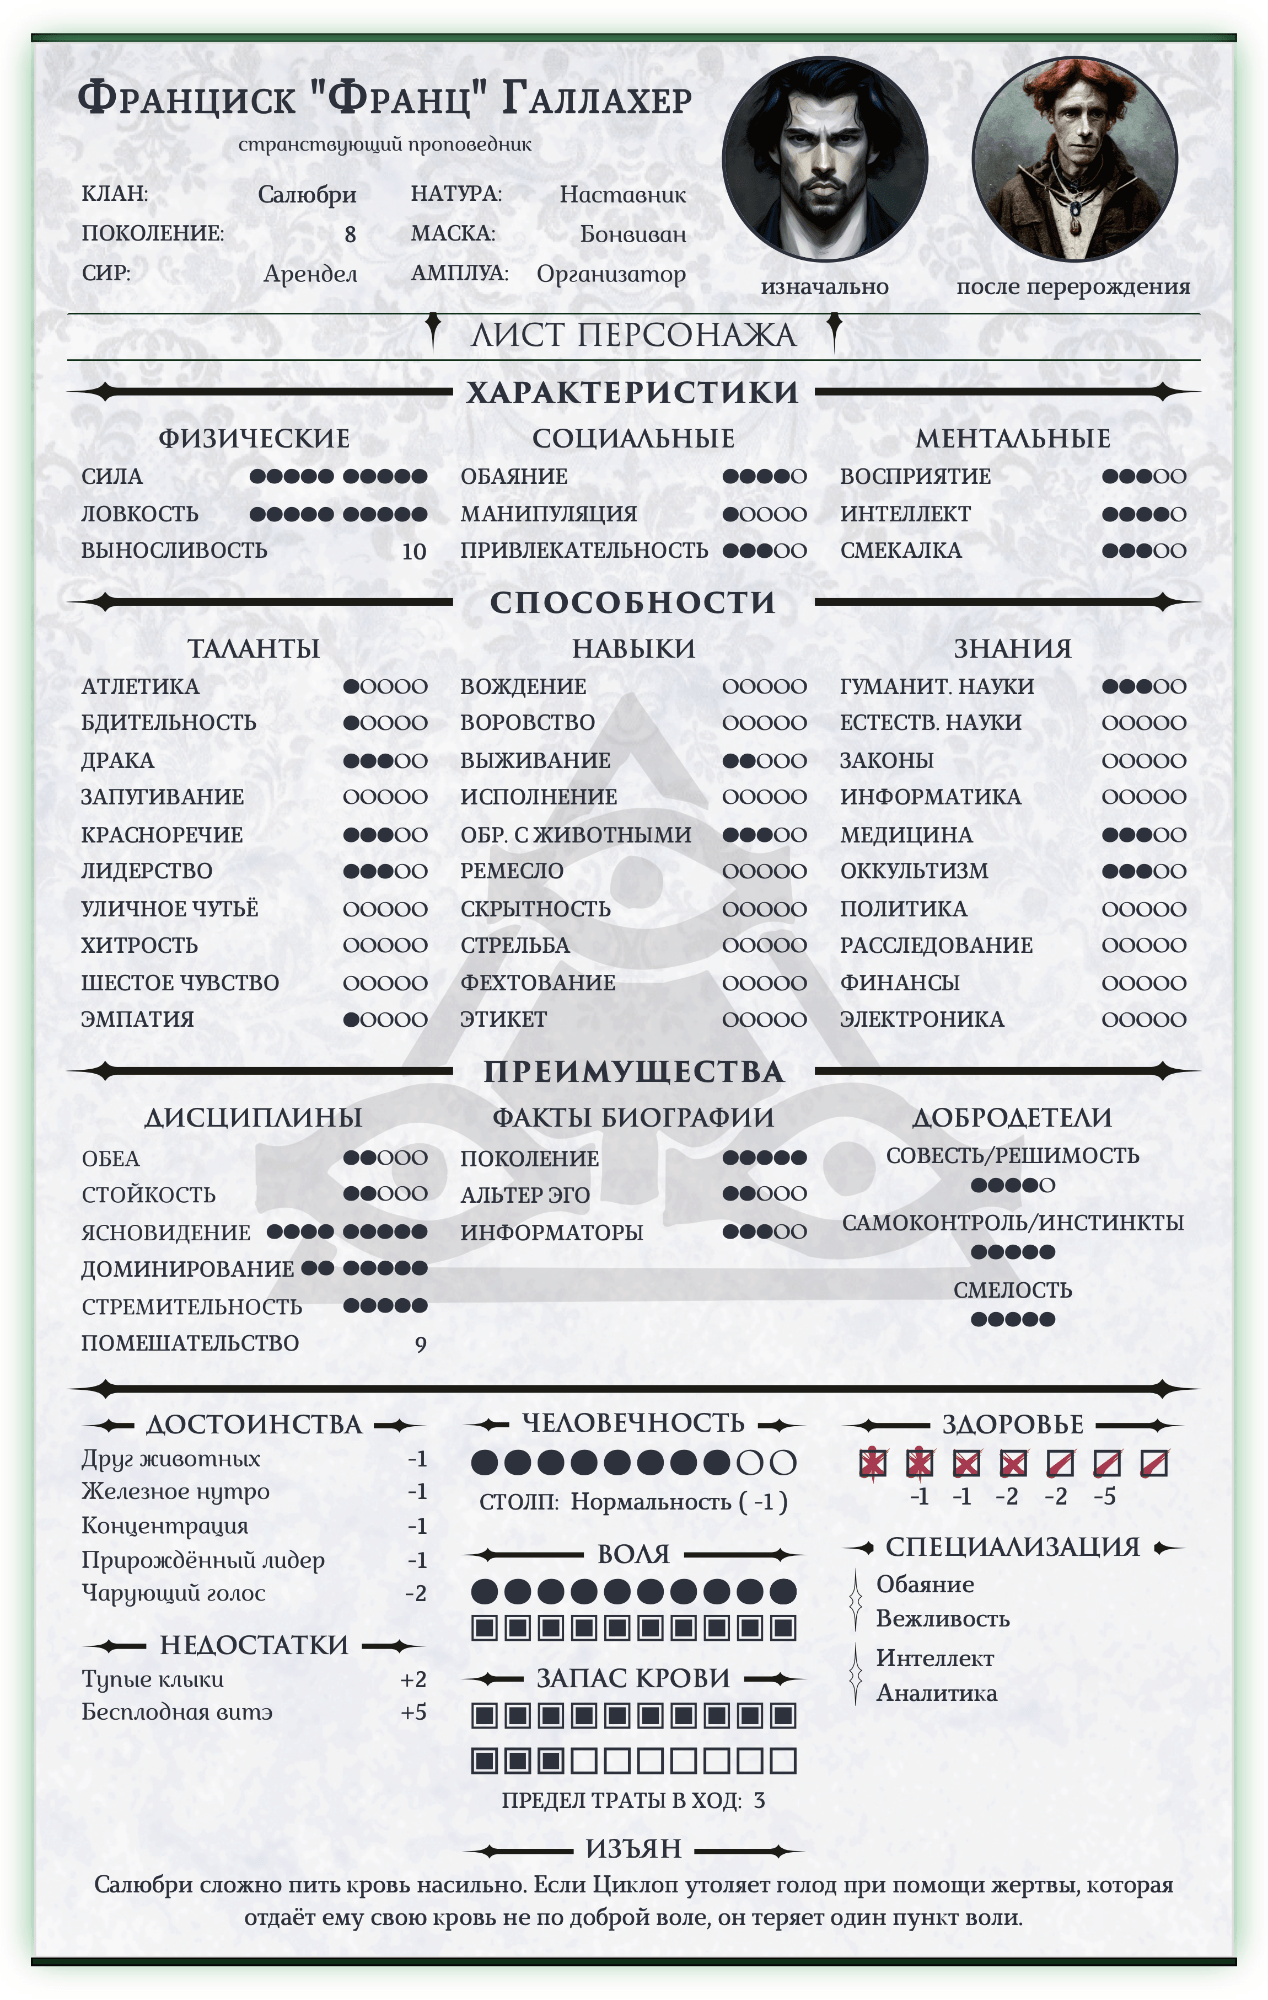 Франциск "Франц" Галлахер
странствующий проповедник
КЛАН: Салюбри НАТУРА: Наставник
ПОКОЛЕНИЕ: 8 МАСКА: Бонвиван
СИР: Арендел АМПЛУА: Организатор
изначально после перерождения
ЛИСТ ПЕРСОНАЖА
ХАРАКТЕРИСТИКИ
ФИЗИЧЕСКИЕ СОЦИАЛЬНЫЕ МЕНТАЛЬНЫЕ
СИЛА ОБАЯНИЕ ВОСПРИЯТИЕ
ЛОВКОСТЬ МАНИПУЛЯЦИЯ ИНТЕЛЛЕКТ
ВЫНОСЛИВОСТЬ 10 ПРИВЛЕКАТЕЛЬНОСТЬ СМЕКАЛКА
СПОСОБНОСТИ
ТАЛАНТЫ НАВЫКИ ЗНАНИЯ
АТЛЕТИКА ВОЖДЕНИЕ ГУМАНИТ. НАУКИ
БДИТЕЛЬНОСТЬ ВОРОВСТВО ЕСТЕСТВ. НАУКИ
ДРАКА ВЫЖИВАНИЕ ЗАКОНЫ
ЗАПУГИВАНИЕ ИСПОЛНЕНИЕ ИНФОРМАТИКА
КРАСНОРЕЧИЕ ОБР. С ЖИВОТНЫМИ МЕДИЦИНА
ЛИДЕРСТВО РЕМЕСЛО ОККУЛЬТИЗМ
УЛИЧНОЕ ЧУТЬЁ СКРЫТНОСТЬ ПОЛИТИКА
ХИТРОСТЬ СТРЕЛЬБА РАССЛЕДОВАНИЕ
ШЕСТОЕ ЧУВСТВО ФЕХТОВАНИЕ ФИНАНСЫ
ЭМПАТИЯ ЭТИКЕТ ЭЛЕКТРОНИКА
ПРЕИМУЩЕСТВА
ДИСЦИПЛИНЫ ФАКТЫ БИОГРАФИИ ДОБРОДЕТЕЛИ
ОБЕА ПОКОЛЕНИЕ СОВЕСТЬ/РЕШИМОСТЬ
СТОЙКОСТЬ АЛЬТЕР ЭГО
ЯСНОВИДЕНИЕ ИНФОРМАТОРЫ САМОКОНТРОЛЬ/ИНСТИНКТЫ
ДОМИНИРОВАНИЕ
СТРЕМИТЕЛЬНОСТЬ СМЕЛОСТЬ
ПОМЕШАТЕЛЬСТВО 9
ДОСТОИНСТВА
Друг животных -1
Железное нутро -1
Концентрация -1
Прирождённый лидер -1
Чарующий голос -2
НЕДОСТАТКИ
Тупые клыки +2
Бесплодная витэ +5
ЧЕЛОВЕЧНОСТЬ
СТОЛП: Нормальность ( -1 )
ВОЛЯ
ЗАПАС КРОВИ
ПРЕДЕЛ ТРАТЫ В ХОД: 3
ЗДОРОВЬЕ
-1 -1 -2 -2 -5
СПЕЦИАЛИЗАЦИЯ
Обаяние
Вежливость
Интеллект
Аналитика
ИЗЪЯН
Салюбри сложно пить кровь насильно. Если Циклоп утоляет голод при помощи жертвы, которая
отдаёт ему свою кровь не по доброй воле, он теряет один пункт воли.